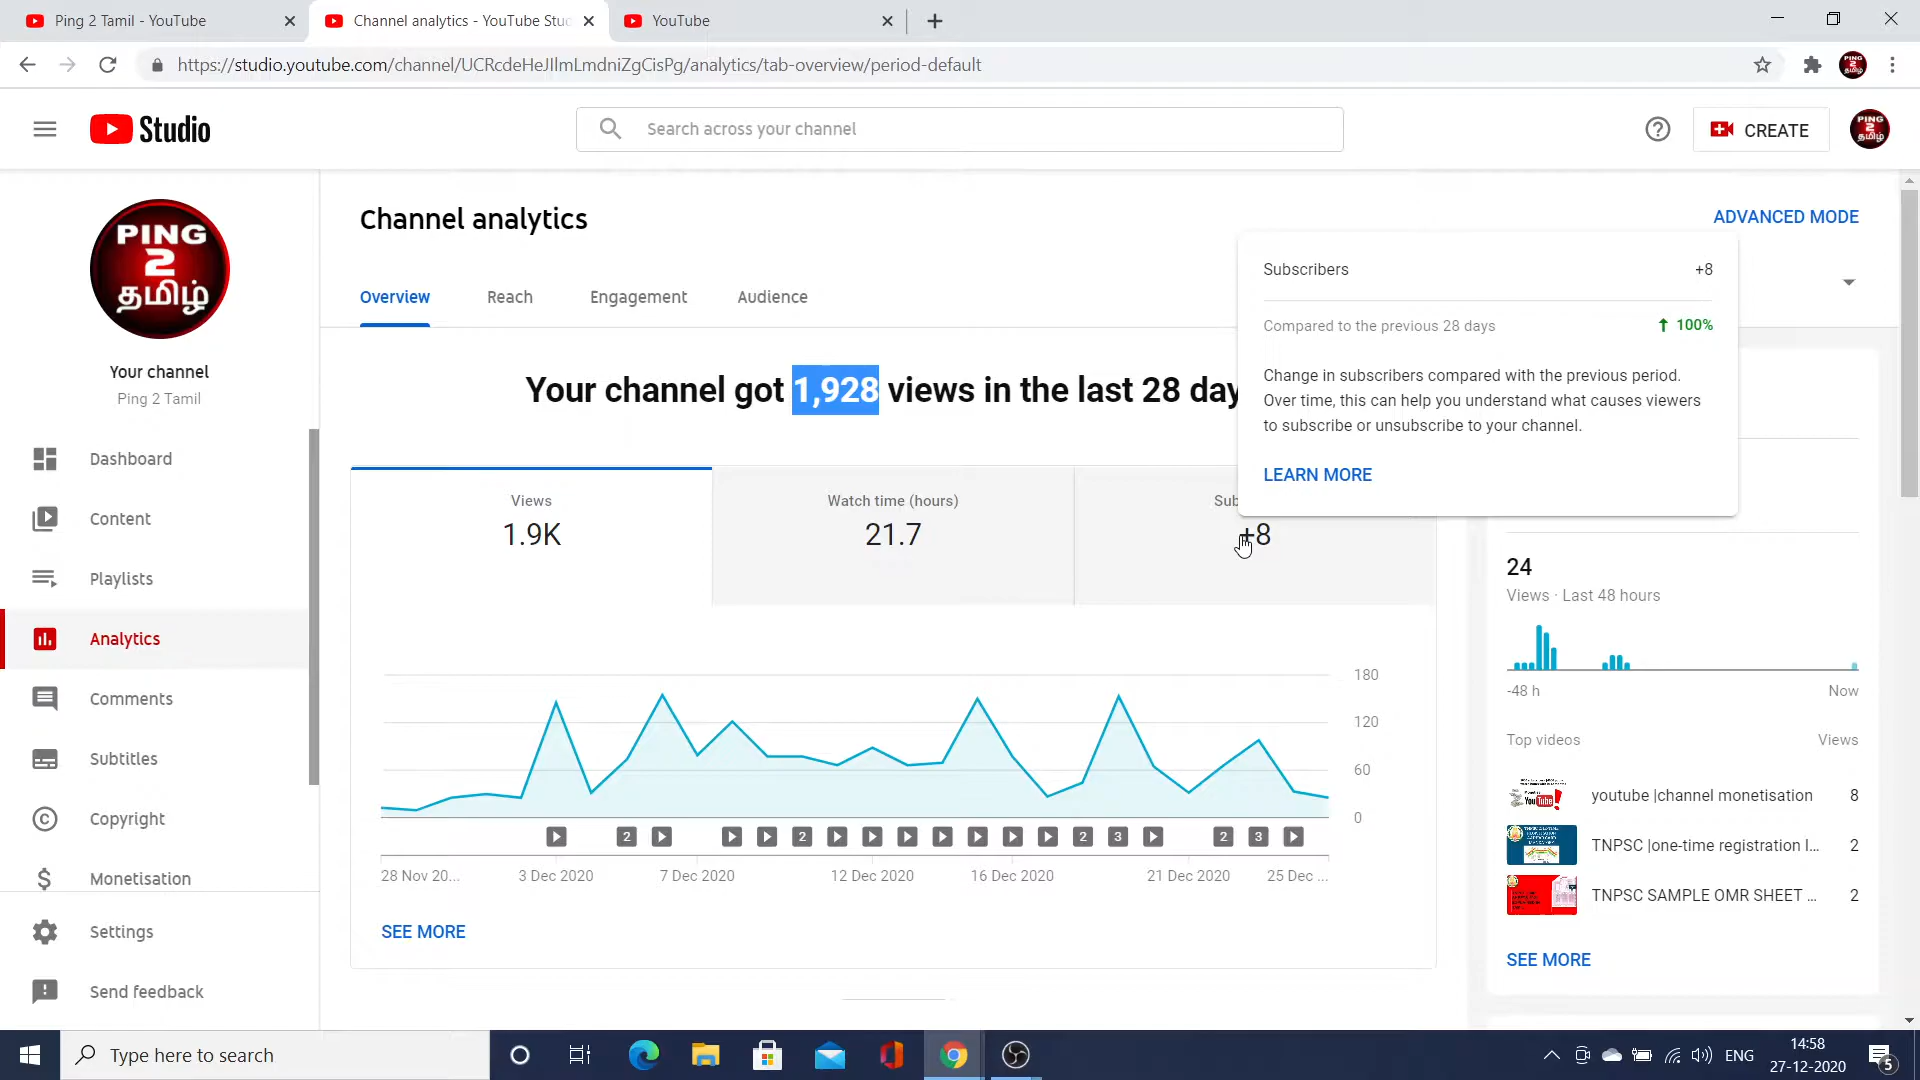 Ping 2 Tamil - YouTube
Channel analytics - YouTube Stu
YouTube
https://studio.youtube.com/channel/UCRcdeHeJIlmLmdniZgCisPg/analytics/tab-overview/period-default
Studio
Search across your channel
CREATE
PING
2
தமிழ்
Your channel
Ping 2 Tamil
Dashboard
Content
Playlists
Analytics
Comments
Subtitles
Copyright
Monetisation
Settings
Send feedback
Channel analytics
ADVANCED MODE
Overview
Reach
Engagement
Audience
Subscribers
+8
Compared to the previous 28 days
100%
Change in subscribers compared with the previous period.
Over time, this can help you understand what causes viewers
to subscribe or unsubscribe to your channel.
LEARN MORE
Your channel got 1,928 views in the last 28 day
Views
1.9K
Watch time (hours)
21.7
Sub
+8
180
120
60
0
2
2
2
3
2
3
28 Nov 20...
3 Dec 2020
7 Dec 2020
12 Dec 2020
16 Dec 2020
21 Dec 2020
25 Dec ...
SEE MORE
24
Views · Last 48 hours
-48 h
Now
Top videos
Views
youtube |channel monetisation
8
TNPSC |one-time registration I...
2
TNPSC SAMPLE OMR SHEET ...
2
SEE MORE
Type here to search
ENG
14:58
27-12-2020
5